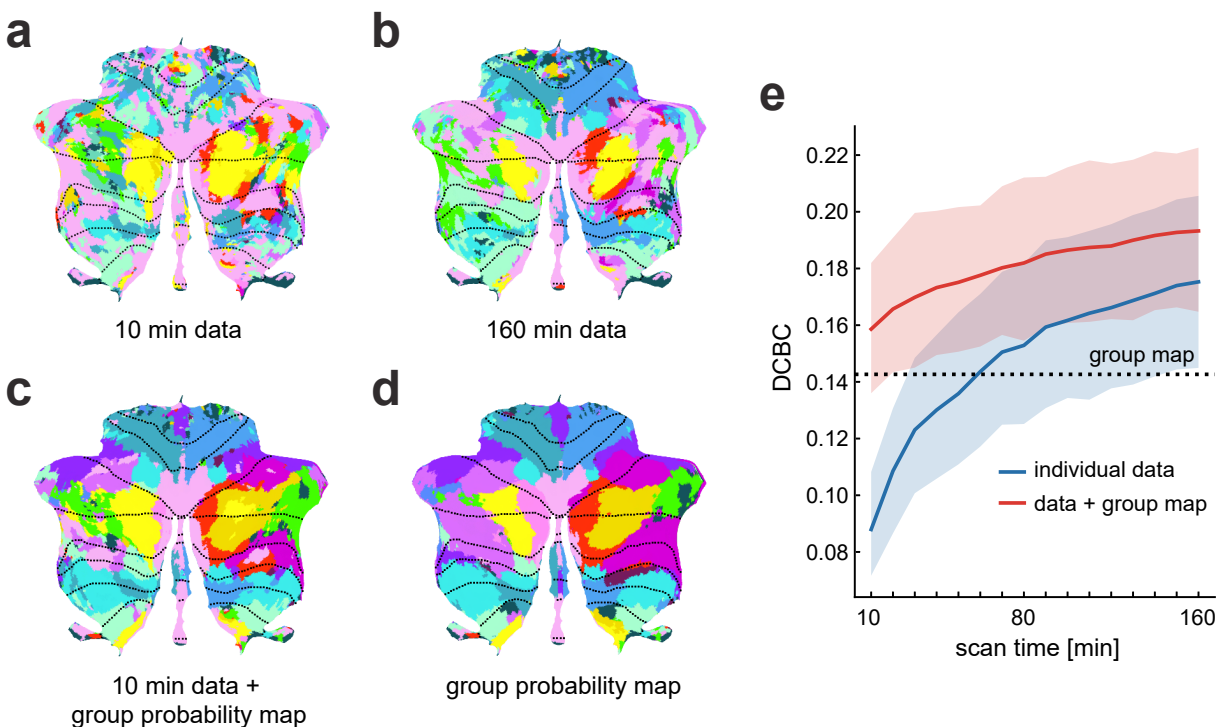 a
b
10 min data
160 min data
c
d
10 min data +
group probability map
group probability map
e
DCBC
0.22
0.20
0.18
0.16
0.14
0.12
0.10
0.08
group map
individual data
data + group map
10
80
160
scan time [min]